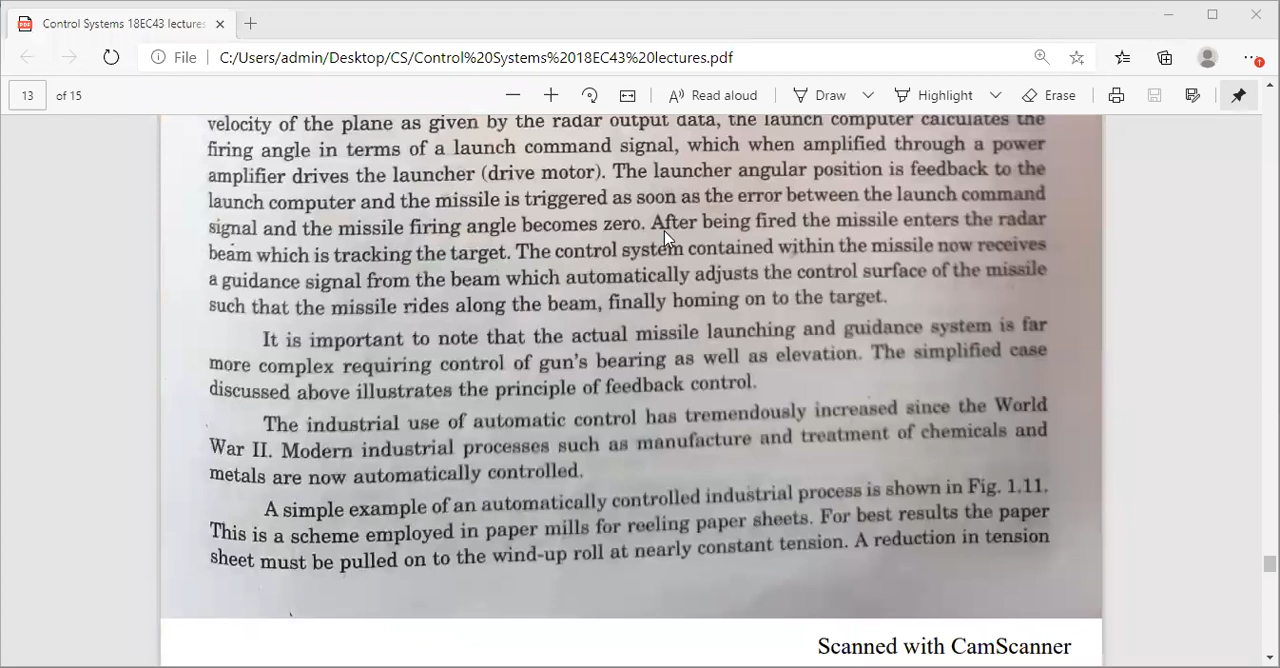 Control Systems 18EC43 lecture
File
C:/Users/admin/Desktop/CS/Control%20Systems%2018EC43%20lectures.pdf
13 of 15
Read aloud
Draw
Highlight
Erase
velocity of the plane as given by the radar output data, the launch computer calculates the
firing angle in terms of a launch command signal, which when amplified through a power
amplifier drives the launcher (drive motor). The launcher angular position is feedback to the
launch computer and the missile is triggered as soon as the error between the launch command
signal and the missile firing angle becomes zero. After being fired the missile enters the radar
beam which is tracking the target. The control system contained within the missile now receives
a guidance signal from the beam which automatically adjusts the control surface of the missile
such that the missile rides along the beam, finally homing on to the target.
It is important to note that the actual missile launching and guidance system is far
more complex requiring control of gun's bearing as well as elevation. The simplified case
discussed above illustrates the principle of feedback control.
The industrial use of automatic control has tremendously increased since the World
War II. Modern industrial processes such as manufacture and treatment of chemicals and
metals are now automatically controlled.
A simple example of an automatically controlled industrial process is shown in Fig. 1.11.
This is a scheme employed in paper mills for reeling paper sheets. For best results the paper
sheet must be pulled on to the wind-up roll at nearly constant tension. A reduction in tension
Scanned with CamScanner